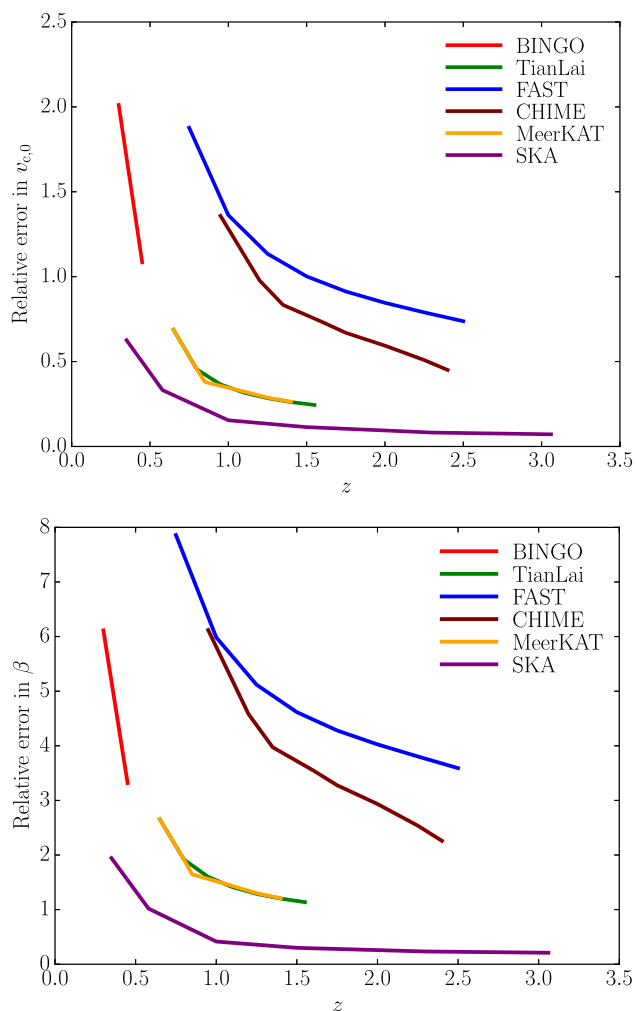 Relative error in v_{c,0}
2.5
2.0
1.5
1.0
0.5
0.0
BINGO
TianLai
FAST
CHIME
MeerKAT
SKA
0.0 0.5 1.0 1.5 2.0 2.5 3.0 3.5
z
Relative error in β
8
7
6
5
4
3
2
1
0
BINGO
TianLai
FAST
CHIME
MeerKAT
SKA
0.0 0.5 1.0 1.5 2.0 2.5 3.0 3.5
z